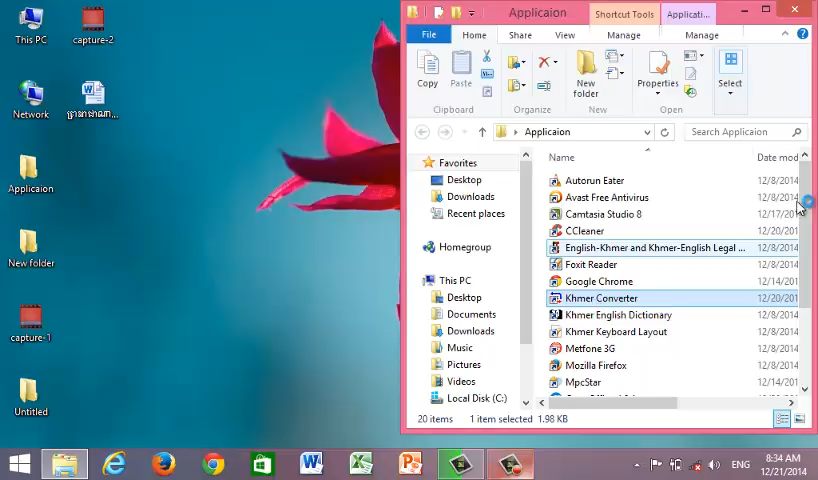 This PC
capture-2
Network
Applicaion
New folder
capture-1
Untitled
Applicaion
Shortcut Tools
Applicati...
File
Home
Share
View
Manage
Manage
Copy
Paste
New folder
Properties
Select
Clipboard
Organize
New
Open
Applicaion
Search Applicaion
Favorites
Desktop
Downloads
Recent places
Homegroup
This PC
Desktop
Documents
Downloads
Music
Pictures
Videos
Local Disk (C:)
Name
Date mod
Autorun Eater
12/8/2014
Avast Free Antivirus
12/8/2014
Camtasia Studio 8
12/17/201
CCleaner
12/20/201
English-Khmer and Khmer-English Legal ...
12/8/2014
Foxit Reader
12/8/2014
Google Chrome
12/14/201
Khmer Converter
12/20/201
Khmer English Dictionary
12/8/2014
Khmer Keyboard Layout
12/8/2014
Metfone 3G
12/8/2014
Mozilla Firefox
12/8/2014
MpcStar
12/14/201
20 items
1 item selected 1.98 KB
ENG
8:34 AM
12/21/2014